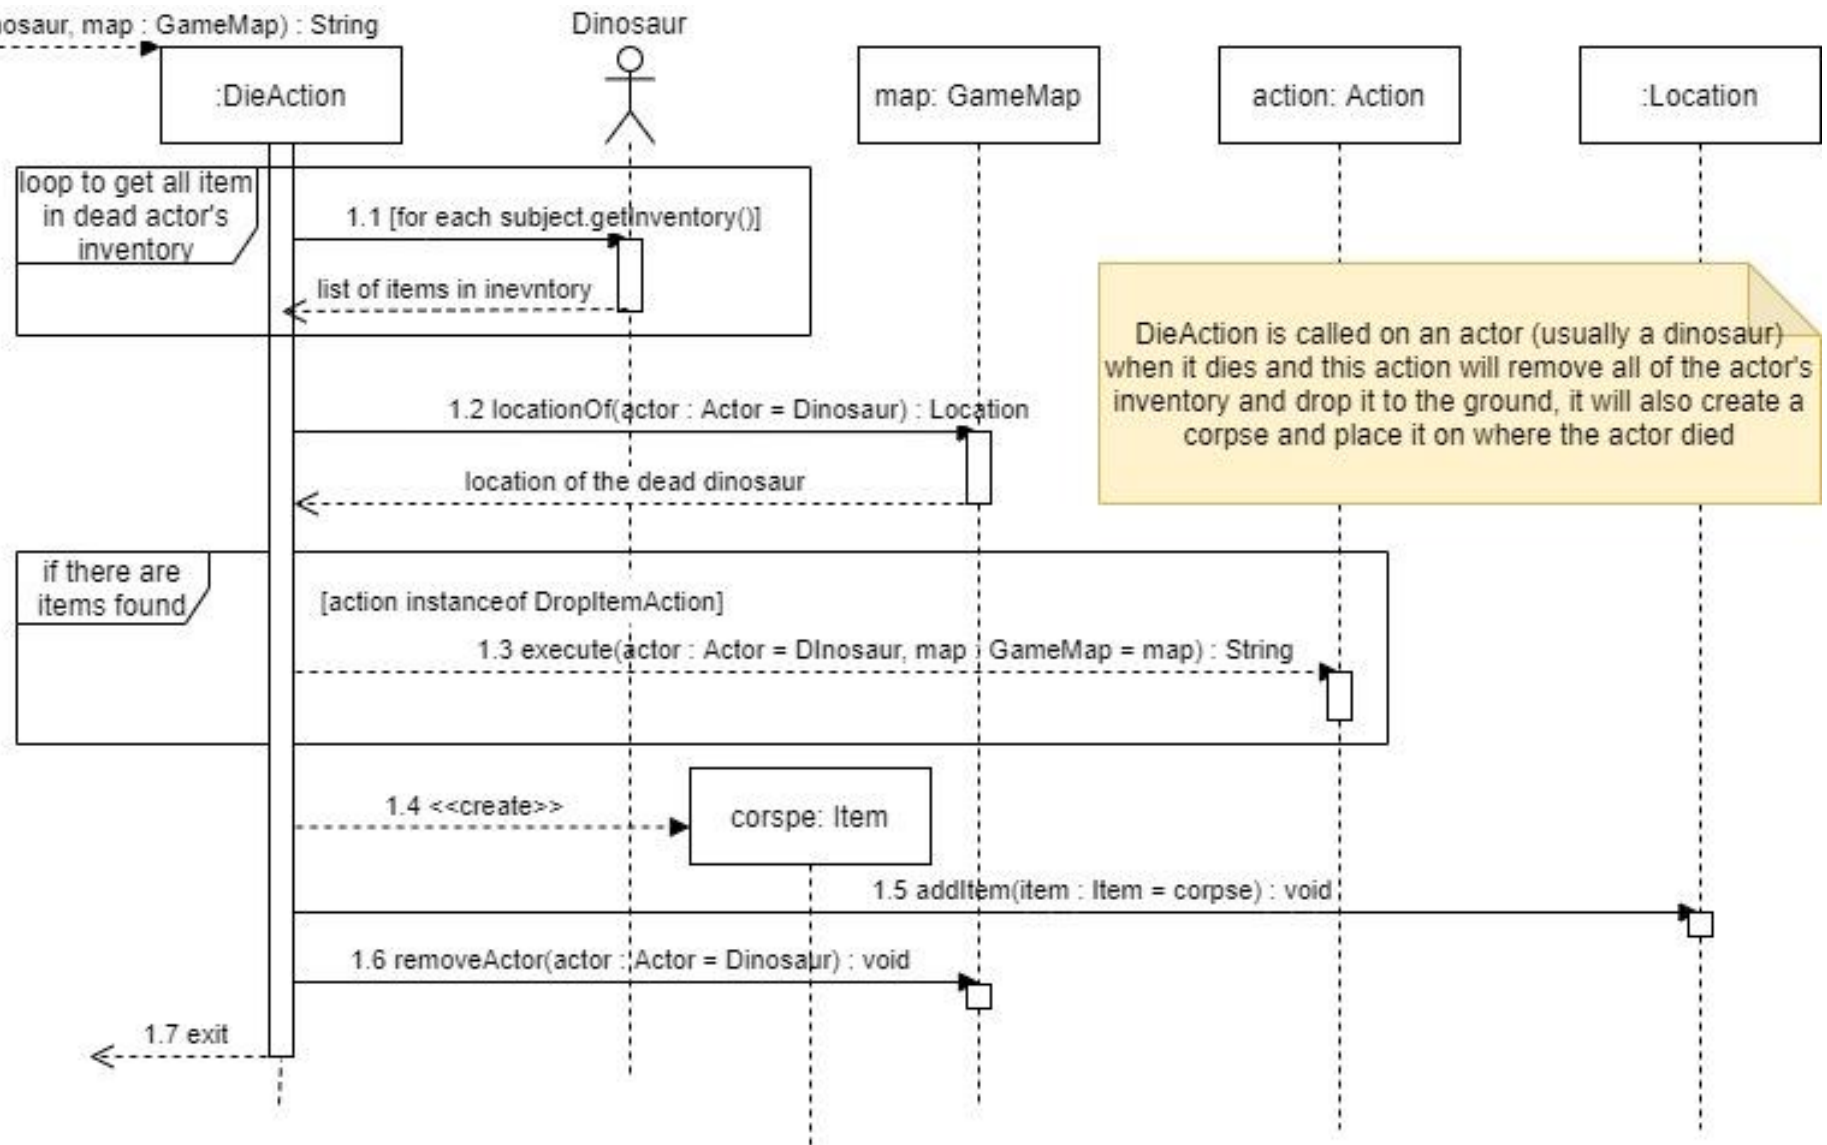 osaur, map : GameMap) : String
Dinosaur
:DieAction
map: GameMap
action: Action
:Location
loop to get all item
in dead actor's
inventory
1.1 [for each subject.getInventory()]
list of items in inevntory
DieAction is called on an actor (usually a dinosaur)
when it dies and this action will remove all of the actor's
inventory and drop it to the ground, it will also create a
corpse and place it on where the actor died
1.2 locationOf(actor : Actor = Dinosaur) : Location
location of the dead dinosaur
if there are
items found
[action instanceof DropItemAction]
1.3 execute(actor : Actor = DInosaur, map : GameMap = map) : String
1.4 <<create>>
corspe: Item
1.5 addItem(item : Item = corpse) : void
1.6 removeActor(actor : Actor = Dinosaur) : void
1.7 exit